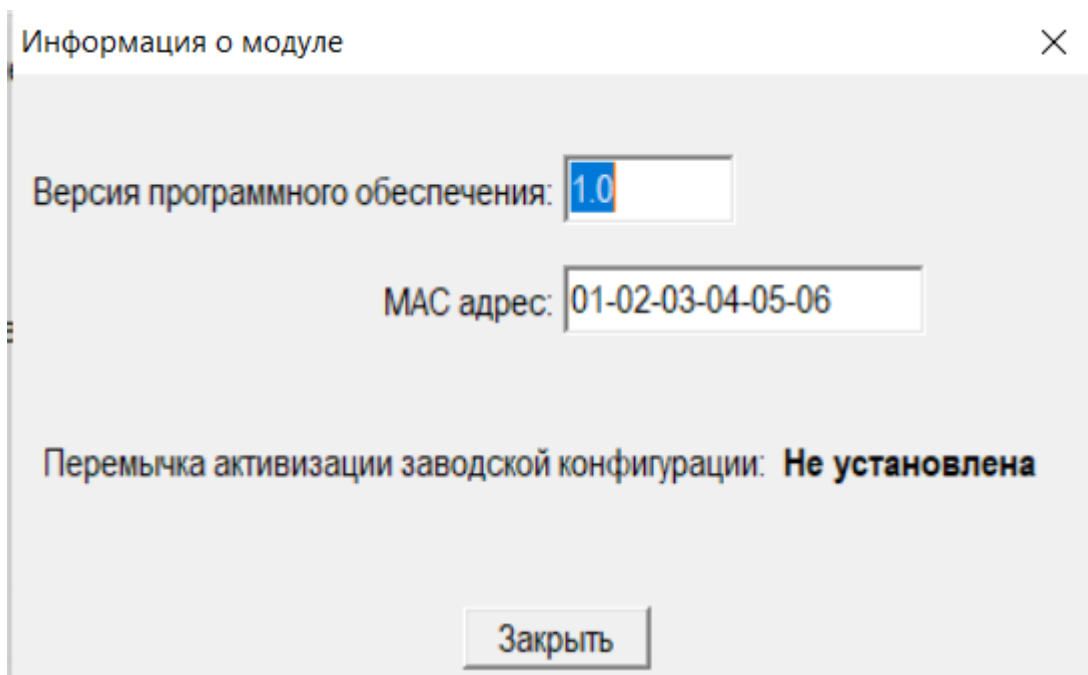 Информация о модуле
Версия программного обеспечения: 1.0
MAC адрес: 01-02-03-04-05-06
Перемычка активизации заводской конфигурации: Не установлена
Закрыть